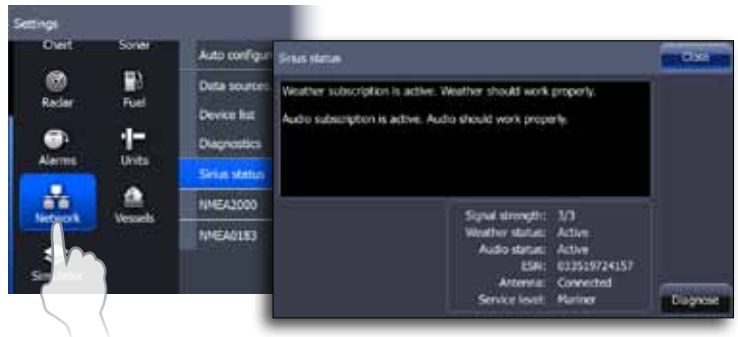 Settings
Chart
Sonar
Radar
Fuel
Alarms
Units
Network
Vessels
Auto configur
Data sources
Device list
Diagnostics
Sirius status
NMEA2000
NMEA0183
Sirius status
Close
Weather subscription is active. Weather should work properly.
Audio subscription is active. Audio should work properly.
Signal strength: 3/3
Weather status: Active
Audio status: Active
ESN: 033519724157
Antenna: Connected
Service level: Mariner
Diagnose